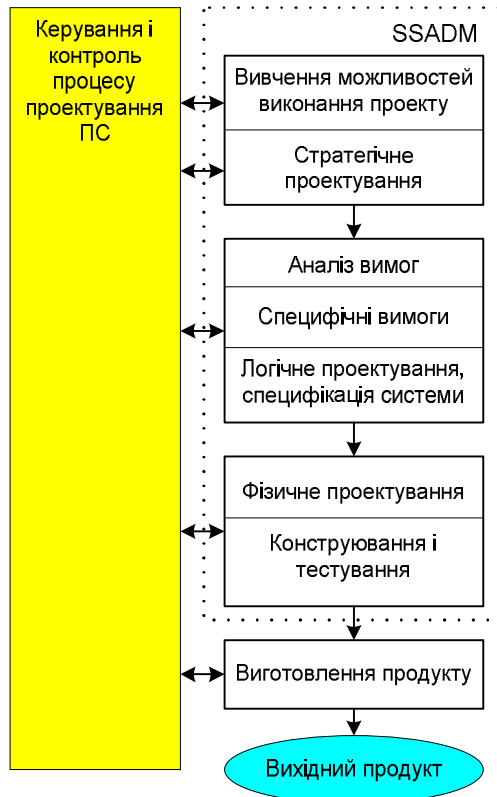 Керування і
контроль
процесу
проектування
ПС
SSADM
Вивчення можливостей
виконання проекту
Стратегічне
проектування
Аналіз вимог
Специфічні вимоги
Логічне проектування,
специфікація системи
Фізичне проектування
Конструювання і
тестування
Виготовлення продукту
Вихідний продукт